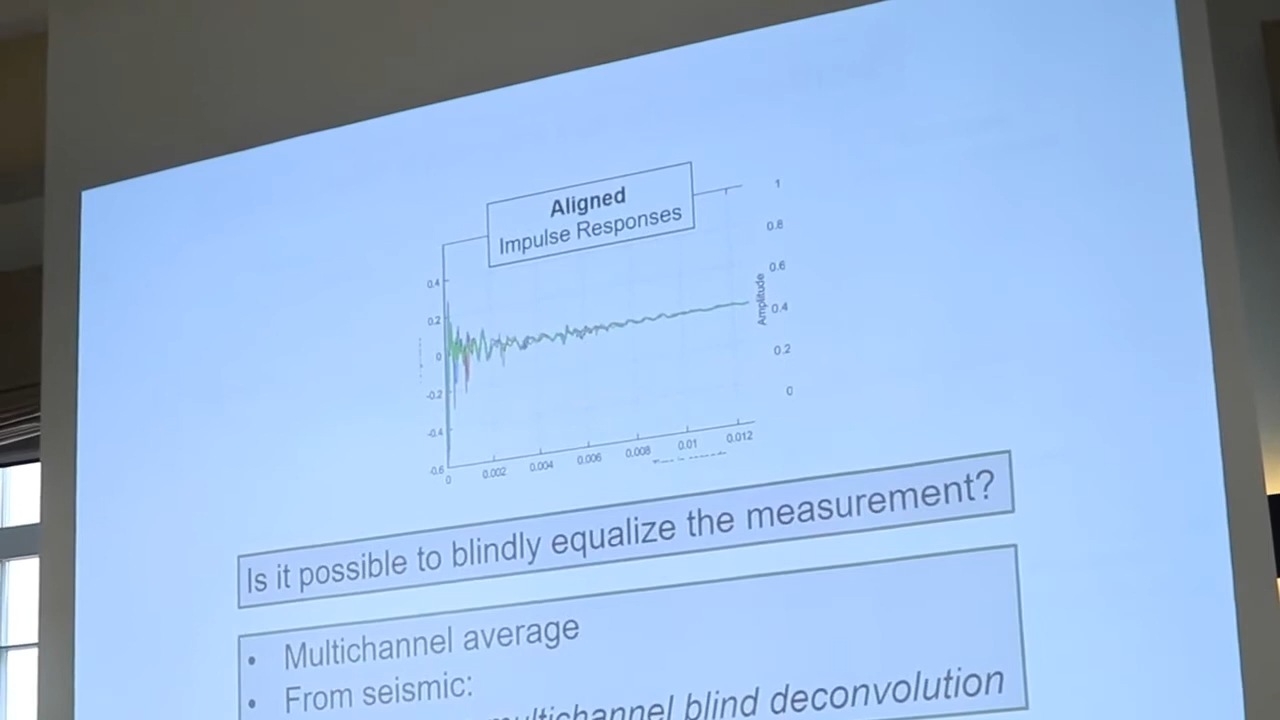 Aligned
Impulse Responses
1
0.8
0.6
0.4
0.2
0
Amplitude
0.4
0.2
0
-0.2
-0.4
-0.6
0 0.002 0.004 0.006 0.008 0.01 0.012
Is it possible to blindly equalize the measurement?
• Multichannel average
• From seismic:
blind deconvolution